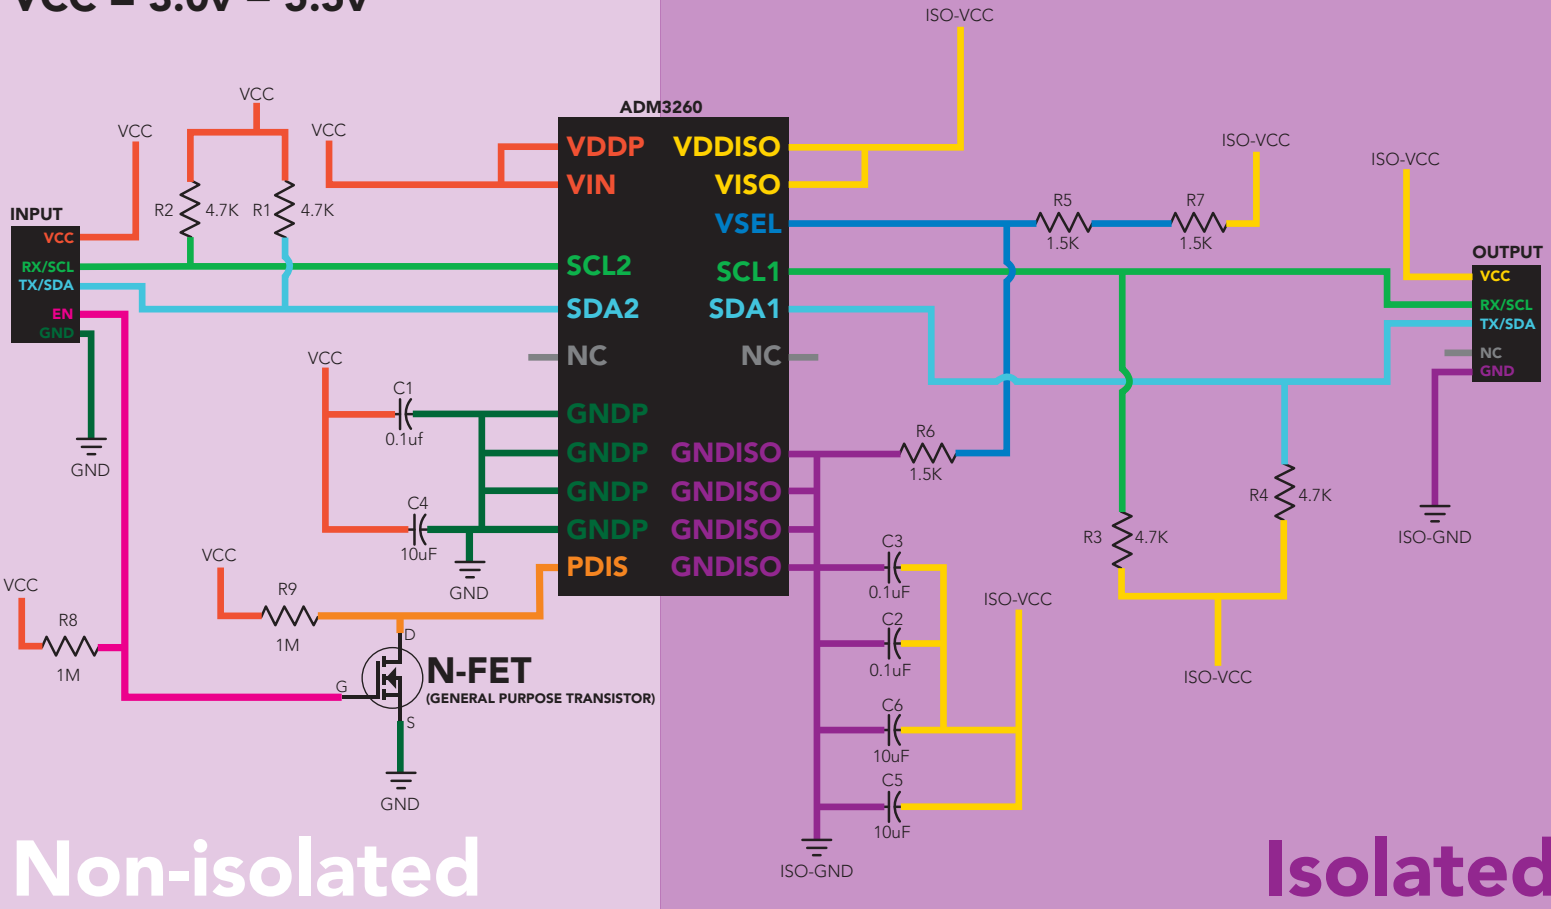 VCC = 3.0v – 5.5v
ISO-VCC
VCC
VCC
VCC
ADM3260
ISO-VCC
ISO-VCC
VDDP VDDISO
VIN VISO
VSEL
SCL2 SCL1
SDA2 SDA1
NC NC
GNDP
GNDP GNDISO
GNDP GNDISO
GNDP GNDISO
PDIS GNDISO
R2 4.7K R1 4.7K
INPUT
VCC
RX/SCL
TX/SDA
EN
GND
GND
R5
1.5K
R7
1.5K
OUTPUT
VCC
RX/SCL
TX/SDA
NC
GND
ISO-GND
VCC
C1
0.1uf
C4
10uF
GND
R6
1.5K
R4 4.7K
R3 4.7K
ISO-VCC
VCC
R9
1M
VCC
R8
1M
D
G
S
N-FET
(GENERAL PURPOSE TRANSISTOR)
GND
C3
0.1uF
C2
0.1uF
C6
10uF
C5
10uF
ISO-VCC
ISO-GND
Non-isolated
Isolated